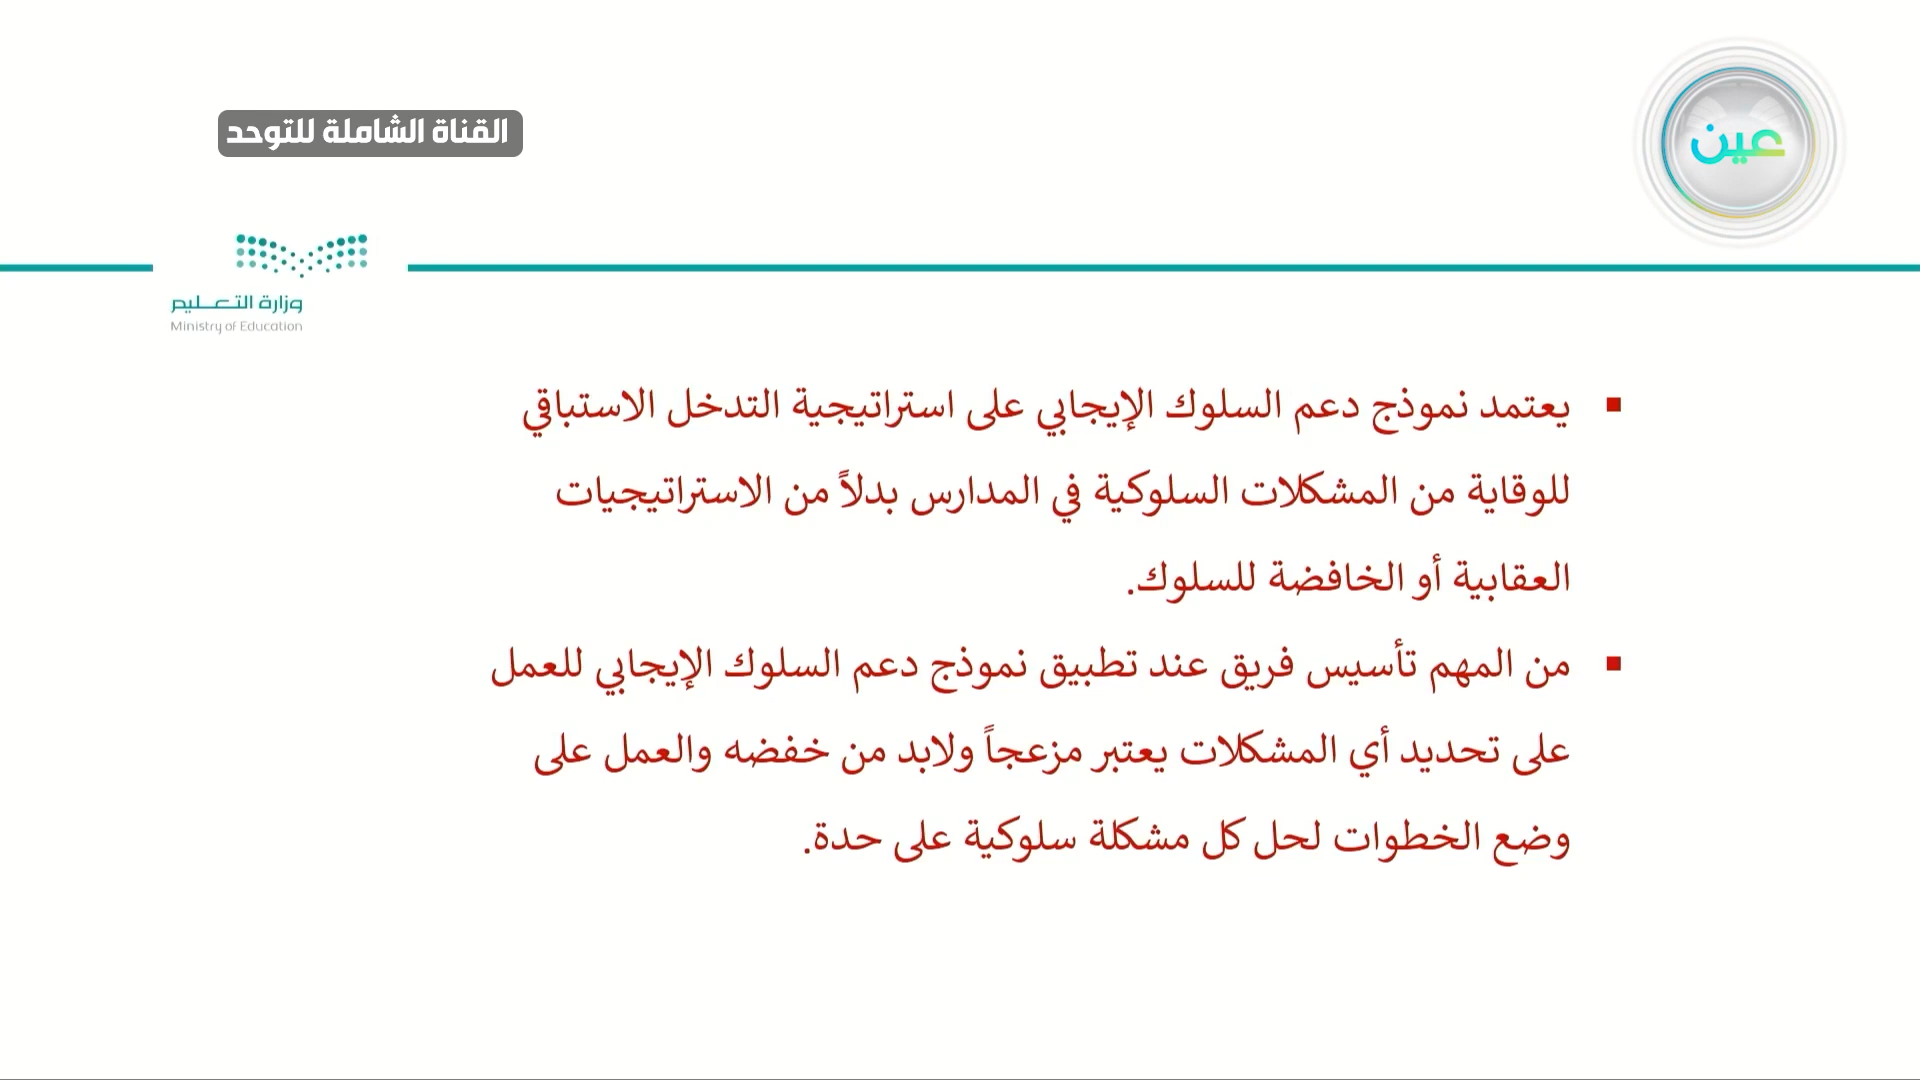 عين
القناة الشاملة للتوحد
وزارة التعليم
Ministry of Education
▪ يعتمد نموذج دعم السلوك الإيجابي على استراتيجية التدخل الاستباقي
للوقاية من المشكلات السلوكية في المدارس بدلاً من الاستراتيجيات
العقابية أو الخافضة للسلوك.
▪ من المهم تأسيس فريق عند تطبيق نموذج دعم السلوك الإيجابي للعمل
على تحديد أي المشكلات يعتبر مزعجاً ولابد من خفضه والعمل على
وضع الخطوات لحل كل مشكلة سلوكية على حدة.